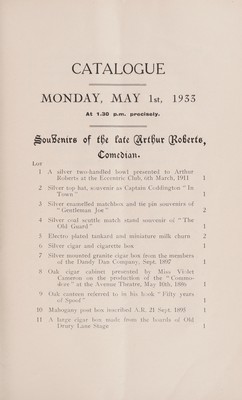 CATALOGUE
MONDAY, MAY 1st, 1933
At 1.30 p.m. precisely.
Souvenirs of the late Arthur Roberts,
Comedian.
Lot
1 A silver two-handled bowl presented to Arthur
Roberts at the Eccentric Club, 6th March, 1911 1
2 Silver top hat, souvenir as Captain Coddington "In
Town" 1
3 Silver enamelled matchbox and tie pin souvenirs of
"Gentleman Joe" 2
4 Silver coal scuttle match stand souvenir of "The
Old Guard" 1
5 Electro plated tankard and miniature milk churn 2
6 Silver cigar and cigarette box 1
7 Silver mounted granite cigar box from the members
of the Dandy Dan Company, Sept. 1897 1
8 Oak cigar cabinet presented by Miss Violet
Cameron on the production of the "Commo-
dore" at the Avenue Theatre, May 10th, 1886 1
9 Oak canteen referred to in his book "Fifty years
of Spoof" 1
10 Mahogany post box inscribed A.R. 21 Sept. 1895 1
11 A large cigar box made from the boards of Old
Drury Lane Stage 1